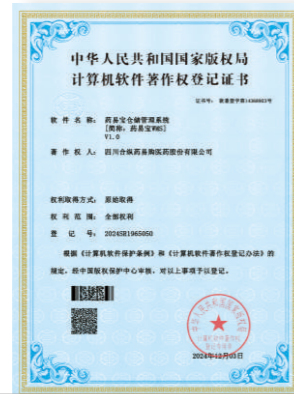 中华人民共和国国家版权局
计算机软件著作权登记证书
证书号： 软著登字第14368923号
软件名称： 药易宝仓储管理系统
[简称：药易宝WMS]
V1.0
著作权人： 四川合纵药易购医药股份有限公司
权利取得方式： 原始取得
权利范围： 全部权利
登记号： 2024SR1965050
根据《计算机软件保护条例》和《计算机软件著作权登记办法》的
规定，经中国版权保护中心审核，对以上事项予以登记。
2024年12月03日